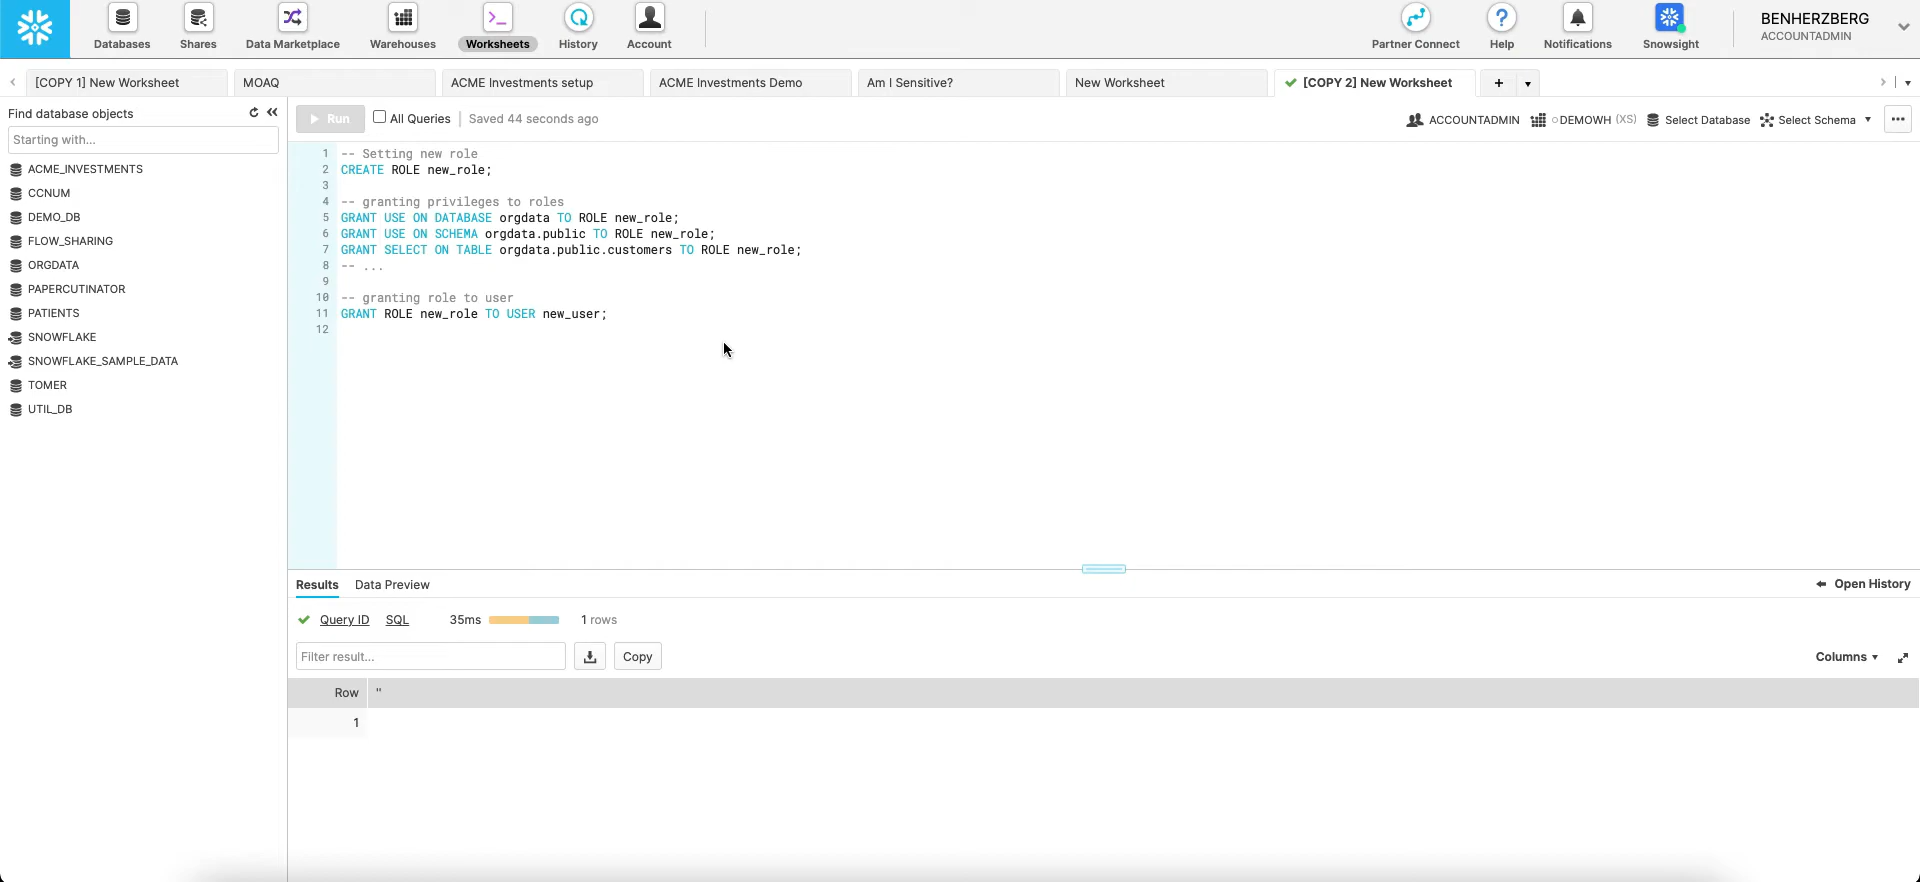 Databases
Shares
Data Marketplace
Warehouses
Worksheets
History
Account
Partner Connect
Help
Notifications
Snowsight
BENHERZBERG
ACCOUNTADMIN
[COPY 1] New Worksheet
MOAQ
ACME Investments setup
ACME Investments Demo
Am I Sensitive?
New Worksheet
[COPY 2] New Worksheet
Find database objects
Starting with...
ACME_INVESTMENTS
CCNUM
DEMO_DB
FLOW_SHARING
ORGDATA
PAPERCUTINATOR
PATIENTS
SNOWFLAKE
SNOWFLAKE_SAMPLE_DATA
TOMER
UTIL_DB
Run All Queries | Saved 44 seconds ago
ACCOUNTADMIN DEMOWH (XS) Select Database Select Schema
1 -- Setting new role
2 CREATE ROLE new_role;
3
4 -- granting privileges to roles
5 GRANT USE ON DATABASE orgdata TO ROLE new_role;
6 GRANT USE ON SCHEMA orgdata.public TO ROLE new_role;
7 GRANT SELECT ON TABLE orgdata.public.customers TO ROLE new_role;
8 -- ...
9
10 -- granting role to user
11 GRANT ROLE new_role TO USER new_user;
12
Results Data Preview
Open History
Query ID SQL 35ms 1 rows
Filter result...
Copy
Columns
Row ''
1